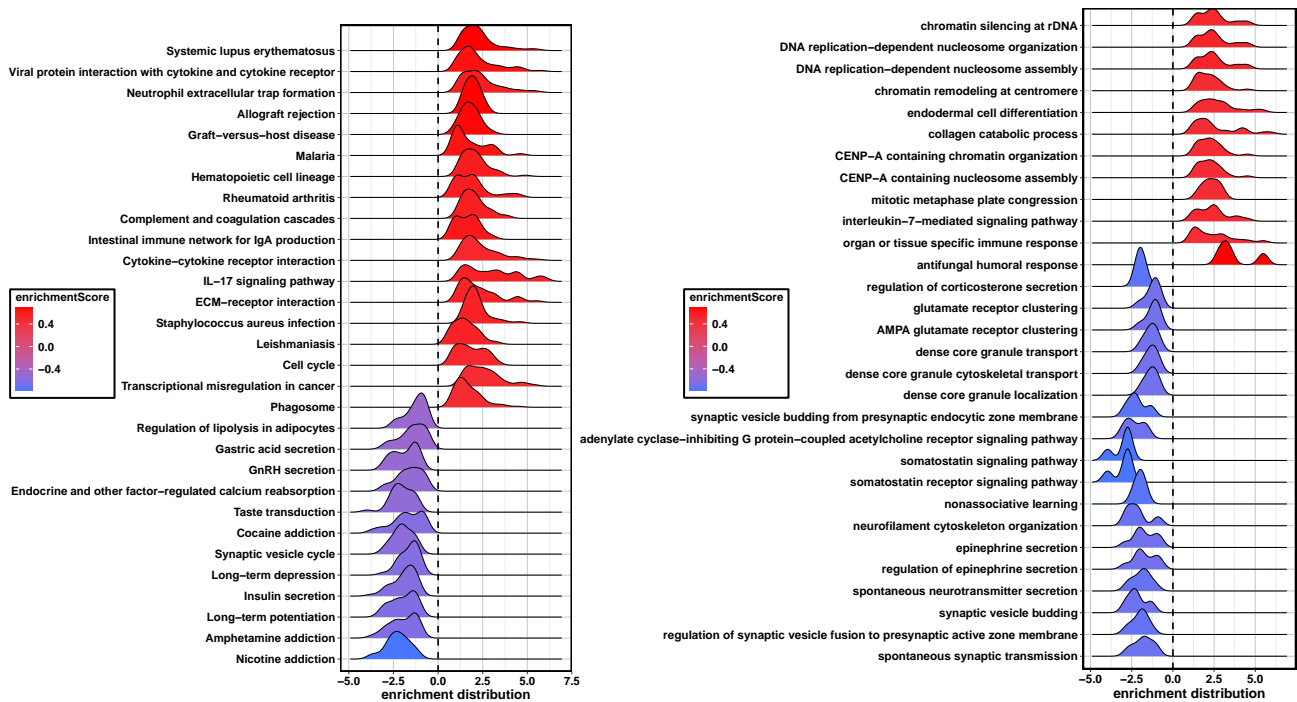 Systemic lupus erythematosus
Viral protein interaction with cytokine and cytokine receptor
Neutrophil extracellular trap formation
Allograft rejection
Graft−versus−host disease
Malaria
Hematopoietic cell lineage
Rheumatoid arthritis
Complement and coagulation cascades
Intestinal immune network for IgA production
Cytokine−cytokine receptor interaction
IL−17 signaling pathway
ECM−receptor interaction
Staphylococcus aureus infection
Leishmaniasis
Cell cycle
Transcriptional misregulation in cancer
Phagosome
Regulation of lipolysis in adipocytes
Gastric acid secretion
GnRH secretion
Endocrine and other factor−regulated calcium reabsorption
Taste transduction
Cocaine addiction
Synaptic vesicle cycle
Long−term depression
Insulin secretion
Long−term potentiation
Amphetamine addiction
Nicotine addiction
enrichmentScore
0.4
0.0
−0.4
−5.0 −2.5 0.0 2.5 5.0 7.5
enrichment distribution
chromatin silencing at rDNA
DNA replication−dependent nucleosome organization
DNA replication−dependent nucleosome assembly
chromatin remodeling at centromere
endodermal cell differentiation
collagen catabolic process
CENP−A containing chromatin organization
CENP−A containing nucleosome assembly
mitotic metaphase plate congression
interleukin−7−mediated signaling pathway
organ or tissue specific immune response
antifungal humoral response
regulation of corticosterone secretion
glutamate receptor clustering
AMPA glutamate receptor clustering
dense core granule transport
dense core granule cytoskeletal transport
dense core granule localization
synaptic vesicle budding from presynaptic endocytic zone membrane
adenylate cyclase−inhibiting G protein−coupled acetylcholine receptor signaling pathway
somatostatin signaling pathway
somatostatin receptor signaling pathway
nonassociative learning
neurofilament cytoskeleton organization
epinephrine secretion
regulation of epinephrine secretion
spontaneous neurotransmitter secretion
synaptic vesicle budding
regulation of synaptic vesicle fusion to presynaptic active zone membrane
spontaneous synaptic transmission
enrichmentScore
0.4
0.0
−0.4
−5.0 −2.5 0.0 2.5 5.0
enrichment distribution